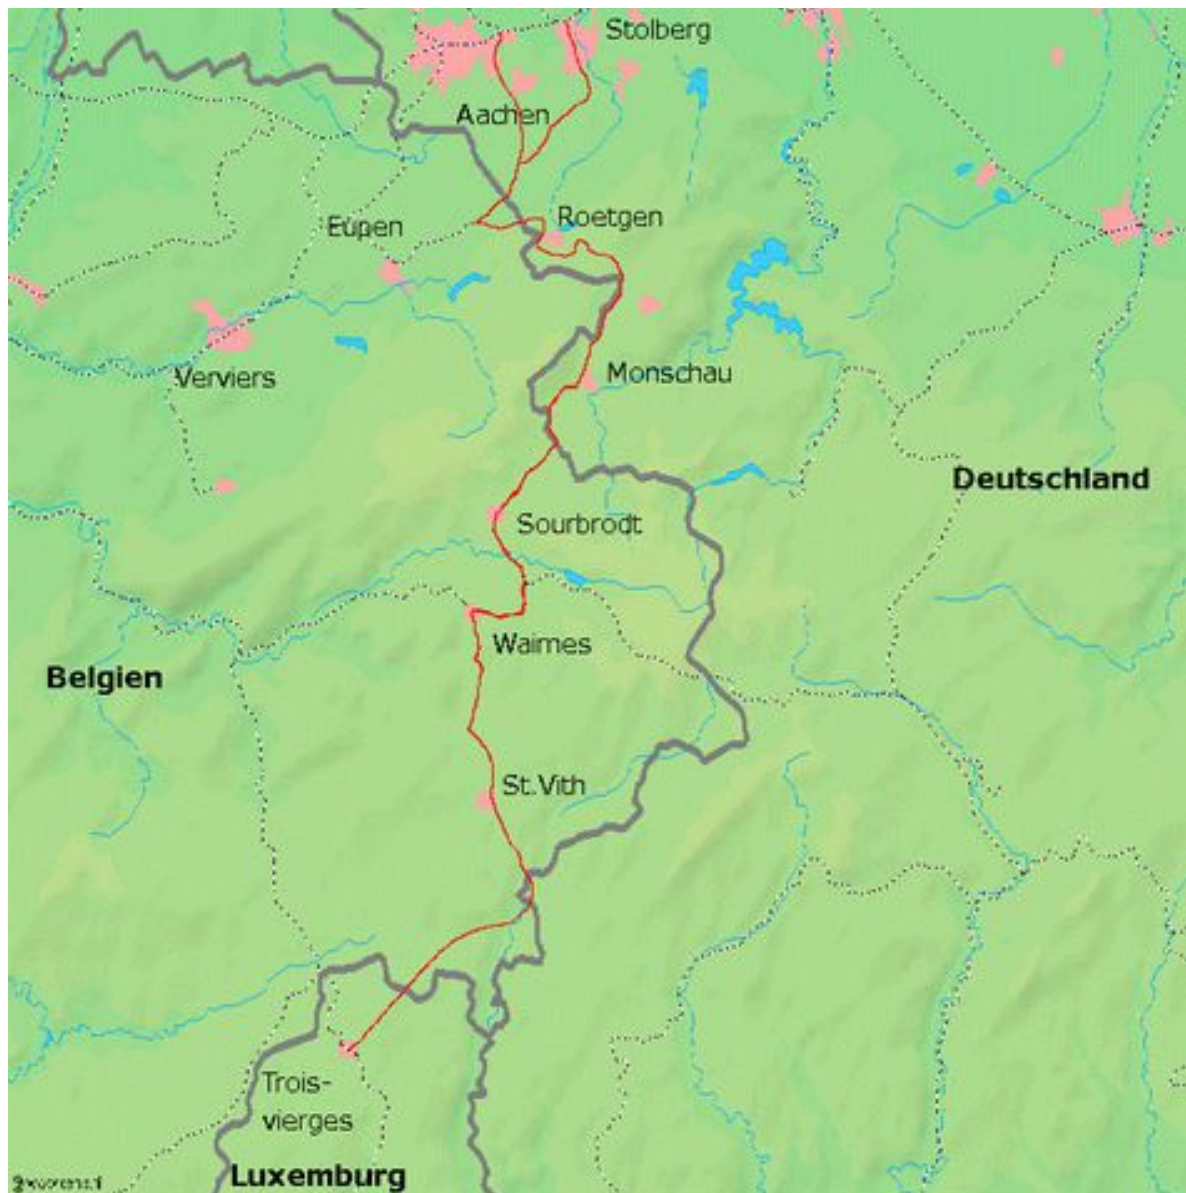 Stolberg
Aachen
Roetgen
Eupen
Monschau
Verviers
Deutschland
Sourbrodt
Waimes
Belgien
St.Vith
Trois-
vierges
Luxemburg